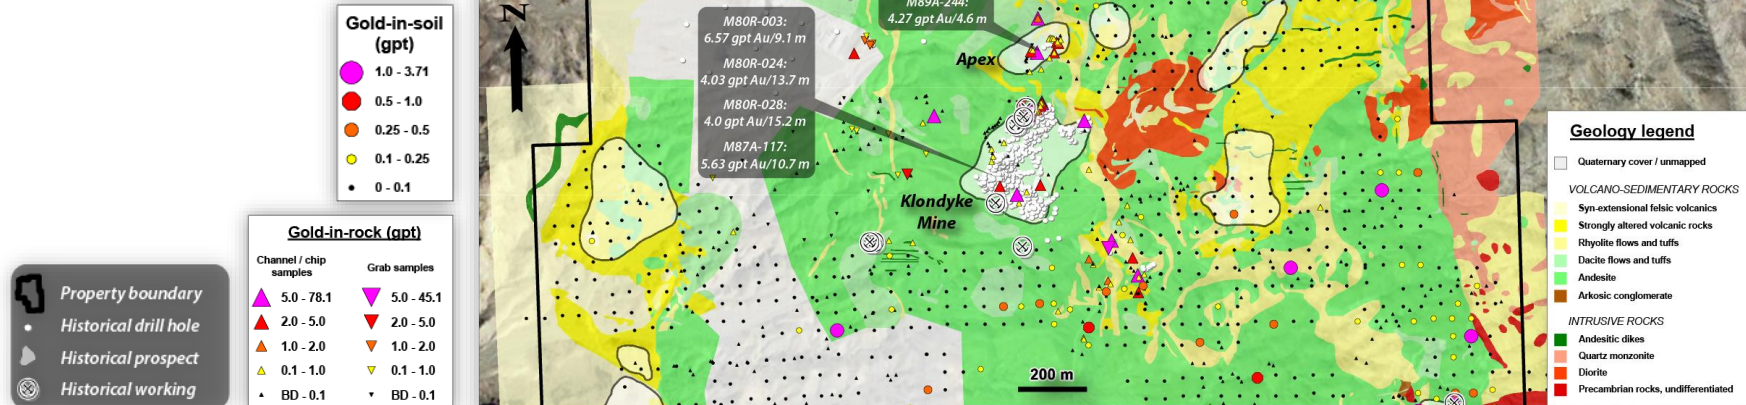 Gold-in-soil
(gpt)
1.0 - 3.71
0.5 - 1.0
0.25 - 0.5
0.1 - 0.25
0 - 0.1
Gold-in-rock (gpt)
Channel / chip
samples
Grab samples
5.0 - 78.1
5.0 - 45.1
2.0 - 5.0
2.0 - 5.0
1.0 - 2.0
1.0 - 2.0
0.1 - 1.0
0.1 - 1.0
BD - 0.1
BD - 0.1
Property boundary
Historical drill hole
Historical prospect
Historical working
N
M80R-003:
6.57 gpt Au/9.1 m
M80R-024:
4.03 gpt Au/13.7 m
M80R-028:
4.0 gpt Au/15.2 m
M87A-117:
5.63 gpt Au/10.7 m
M89A-244:
4.27 gpt Au/4.6 m
Apex
Klondyke
Mine
200 m
Geology legend
Quaternary cover / unmapped
VOLCANO-SEDIMENTARY ROCKS
Syn-extensional felsic volcanics
Strongly altered volcanic rocks
Rhyolite flows and tuffs
Dacite flows and tuffs
Andesite
Arkosic conglomerate
INTRUSIVE ROCKS
Andesitic dikes
Quartz monzonite
Diorite
Precambrian rocks, undifferentiated